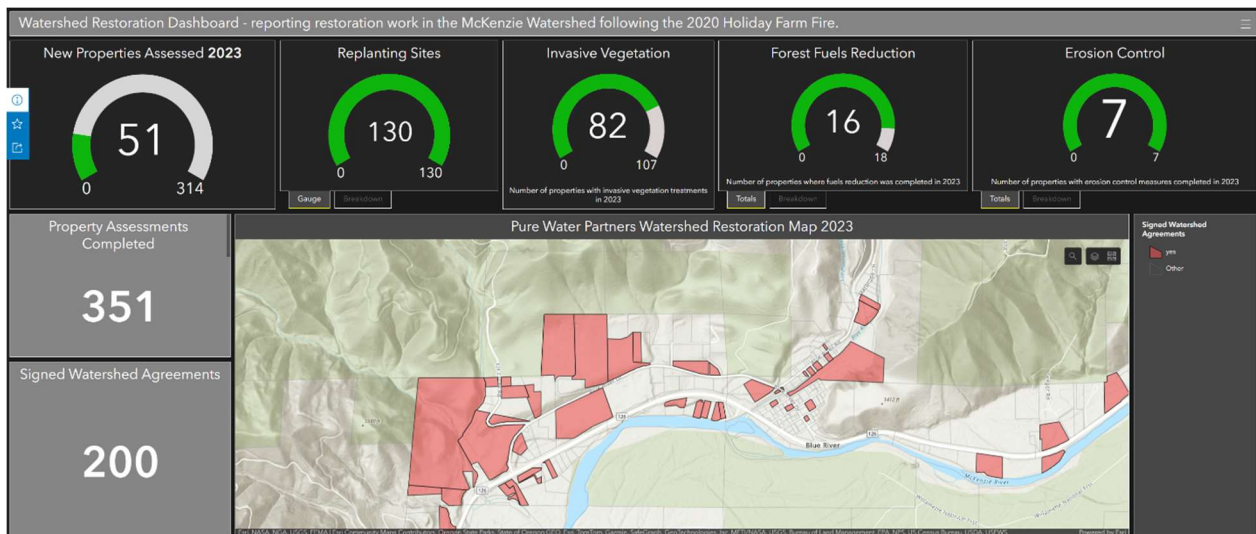 Watershed Restoration Dashboard - reporting restoration work in the McKenzie Watershed following the 2020 Holiday Farm Fire.
New Properties Assessed 2023
51
0
314
Replanting Sites
130
0
130
Gauge
Breakdown
Invasive Vegetation
82
0
107
Number of properties with invasive vegetation treatments
in 2023
Forest Fuels Reduction
16
0
18
Number of properties where fuels reduction was completed in 2023
Totals
Breakdown
Erosion Control
7
0
7
Number of properties with erosion control measures completed in 2023
Totals
Breakdown
Property Assessments
Completed
351
Signed Watershed Agreements
200
Pure Water Partners Watershed Restoration Map 2023
126
126
126
Blue River
McKenzie River
Signed Watershed
Agreements
yes
Other
Powered by Esri